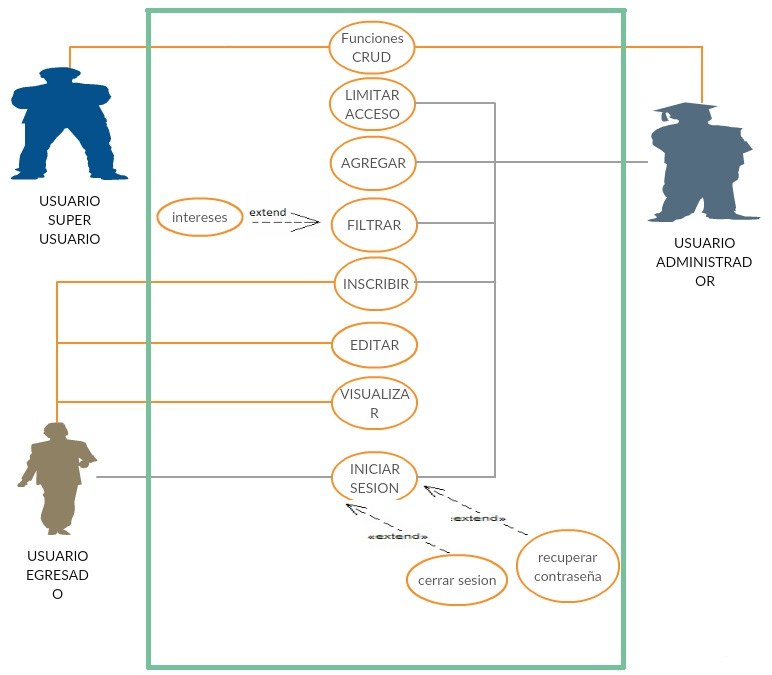 Funciones
CRUD
LIMITAR
ACCESO
AGREGAR
USUARIO
SUPER
USUARIO
intereses
extend
FILTRAR
USUARIO
ADMINISTRAD
OR
INSCRIBIR
EDITAR
VISUALIZA
R
INICIAR
SESION
:extend»
«extend»
USUARIO
EGRESAD
O
cerrar sesion
recuperar
contraseña